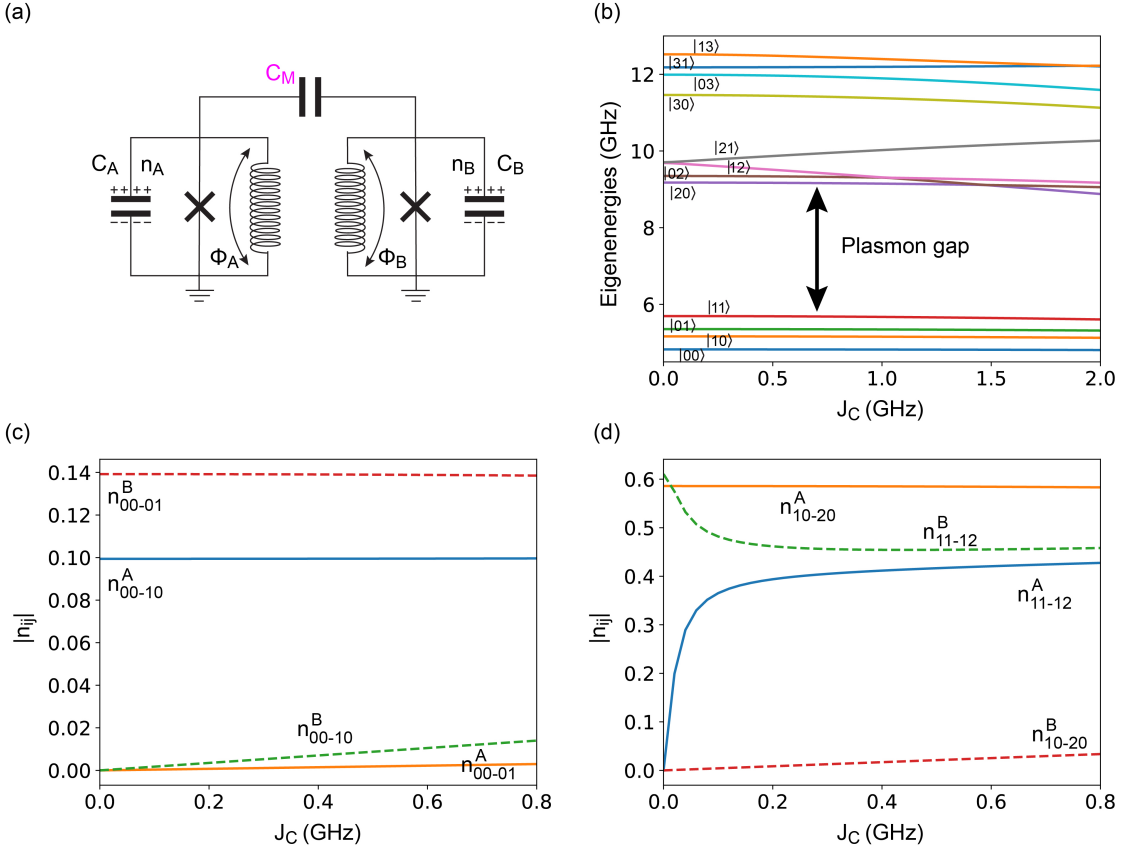 (a)
C_M
C_A n_A
++ ++
– – – –
Φ_A
n_B C_B
++ ++
– – – –
Φ_B
(b)
Eigenenergies (GHz)
12
10
8
6
|13⟩
|31⟩
|03⟩
|30⟩
|21⟩
|12⟩
|02⟩
|20⟩
Plasmon gap
|11⟩
|01⟩
|10⟩
|00⟩
0.0 0.5 1.0 1.5 2.0
J_C (GHz)
(c)
|n_ij|
0.14
0.12
0.10
0.08
0.06
0.04
0.02
0.00
n^B_00-01
n^A_00-10
n^B_00-10
n^A_00-01
0.0 0.2 0.4 0.6 0.8
J_C (GHz)
(d)
|n_ij|
0.6
0.5
0.4
0.3
0.2
0.1
0.0
n^A_10-20
n^B_11-12
n^A_11-12
n^B_10-20
0.0 0.2 0.4 0.6 0.8
J_C (GHz)